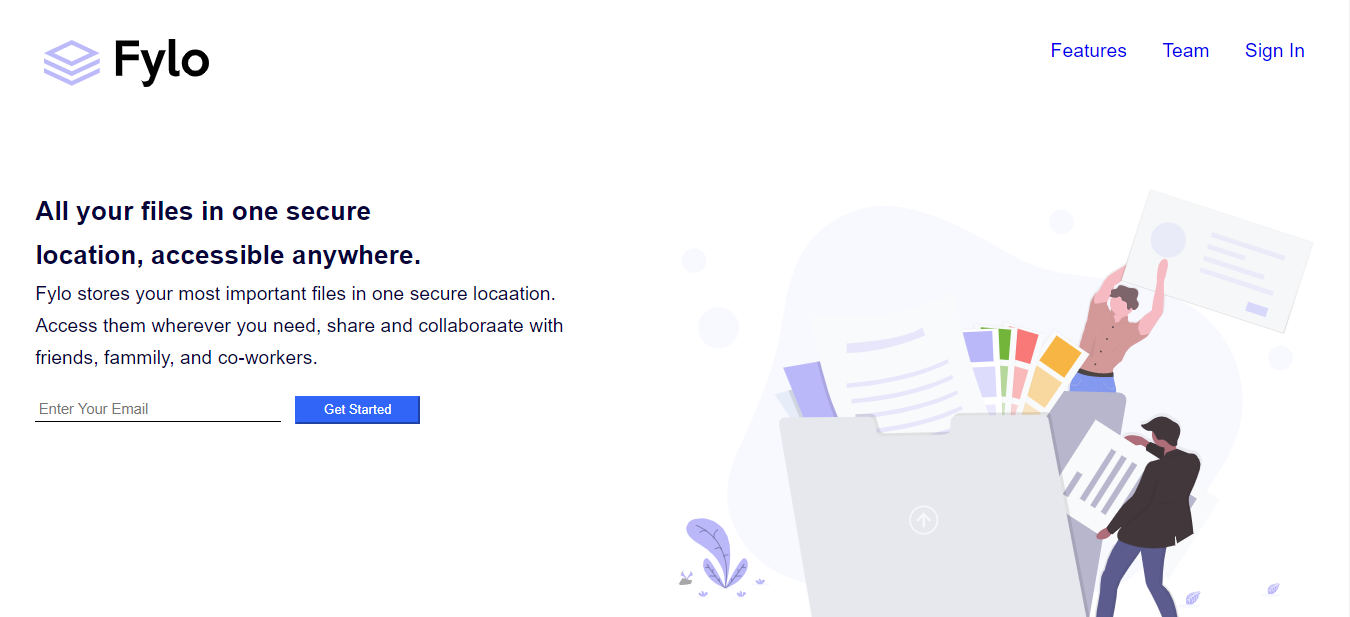 Fylo
Features Team Sign In
All your files in one secure
location, accessible anywhere.
Fylo stores your most important files in one secure locaation.
Access them wherever you need, share and collaboraate with
friends, fammily, and co-workers.
Enter Your Email
Get Started